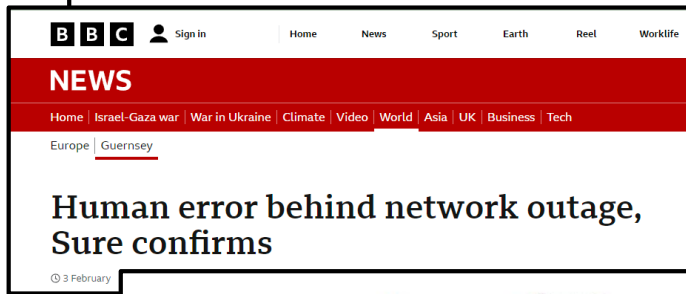 BBC Sign in Home News Sport Earth Reel Worklife
NEWS
Home Israel-Gaza war War in Ukraine Climate Video World Asia UK Business Tech
Europe Guernsey
Human error behind network outage,
Sure confirms
3 February